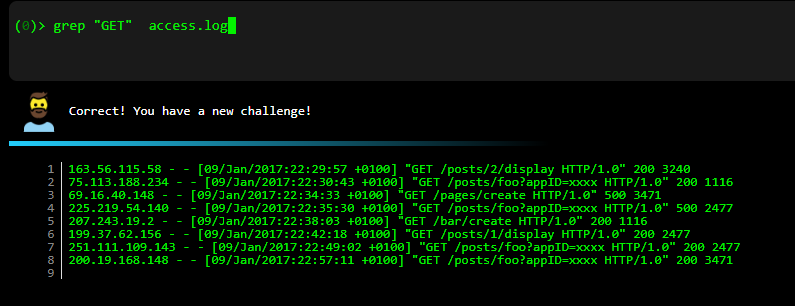 (0)> grep "GET"  access.log
Correct! You have a new challenge!
1 163.56.115.58 - - [09/Jan/2017:22:29:57 +0100] "GET /posts/2/display HTTP/1.0" 200 3240
2 75.113.188.234 - - [09/Jan/2017:22:30:43 +0100] "GET /posts/foo?appID=xxxx HTTP/1.0" 200 1116
3 69.16.40.148 - - [09/Jan/2017:22:34:33 +0100] "GET /pages/create HTTP/1.0" 500 3471
4 225.219.54.140 - - [09/Jan/2017:22:35:30 +0100] "GET /posts/foo?appID=xxxx HTTP/1.0" 500 2477
5 207.243.19.2 - - [09/Jan/2017:22:38:03 +0100] "GET /bar/create HTTP/1.0" 200 1116
6 199.37.62.156 - - [09/Jan/2017:22:42:18 +0100] "GET /posts/1/display HTTP/1.0" 200 2477
7 251.111.109.143 - - [09/Jan/2017:22:49:02 +0100] "GET /posts/foo?appID=xxxx HTTP/1.0" 200 2477
8 200.19.168.148 - - [09/Jan/2017:22:57:11 +0100] "GET /posts/foo?appID=xxxx HTTP/1.0" 200 3471
9